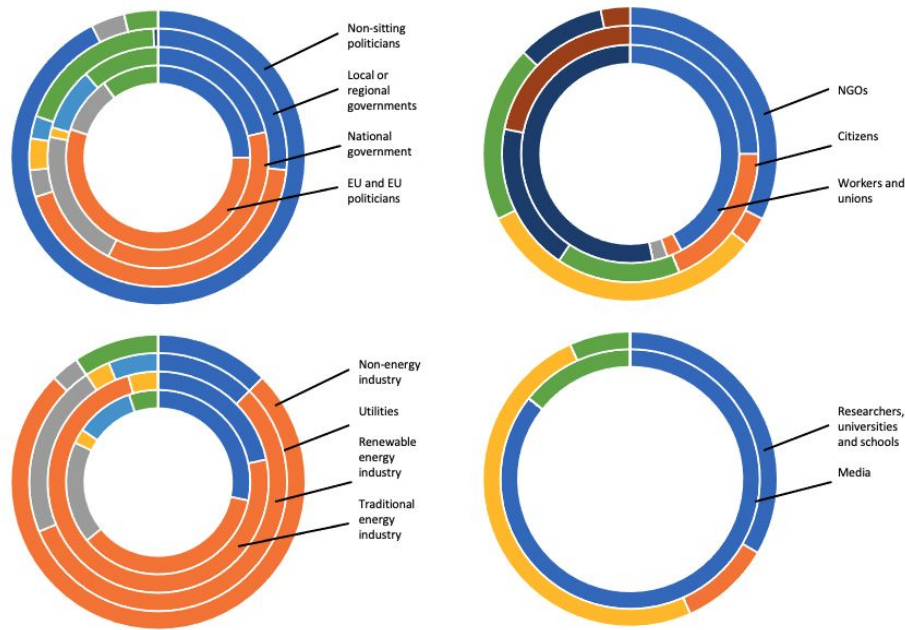 Non-sitting
politicians
Local or
regional
governments
National
government
EU and EU
politicians
NGOs
Citizens
Workers and
unions
Non-energy
industry
Utilities
Renewable
energy
industry
Traditional
energy
industry
Researchers,
universities
and schools
Media